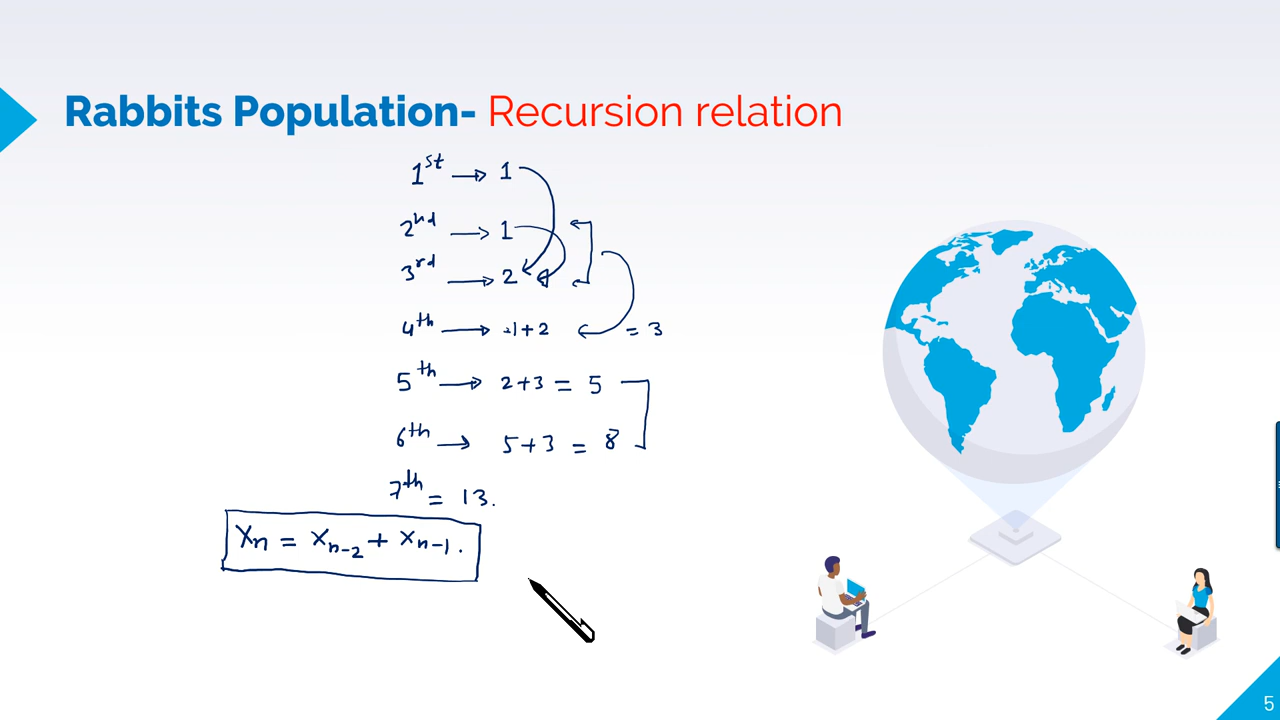 Rabbits Population- Recursion relation
1st → 1
2nd → 1
3rd → 2
4th → 1+2 = 3
5th → 2+3 = 5
6th → 5+3 = 8
7th = 13.
Xn = Xn-2 + Xn-1.
5